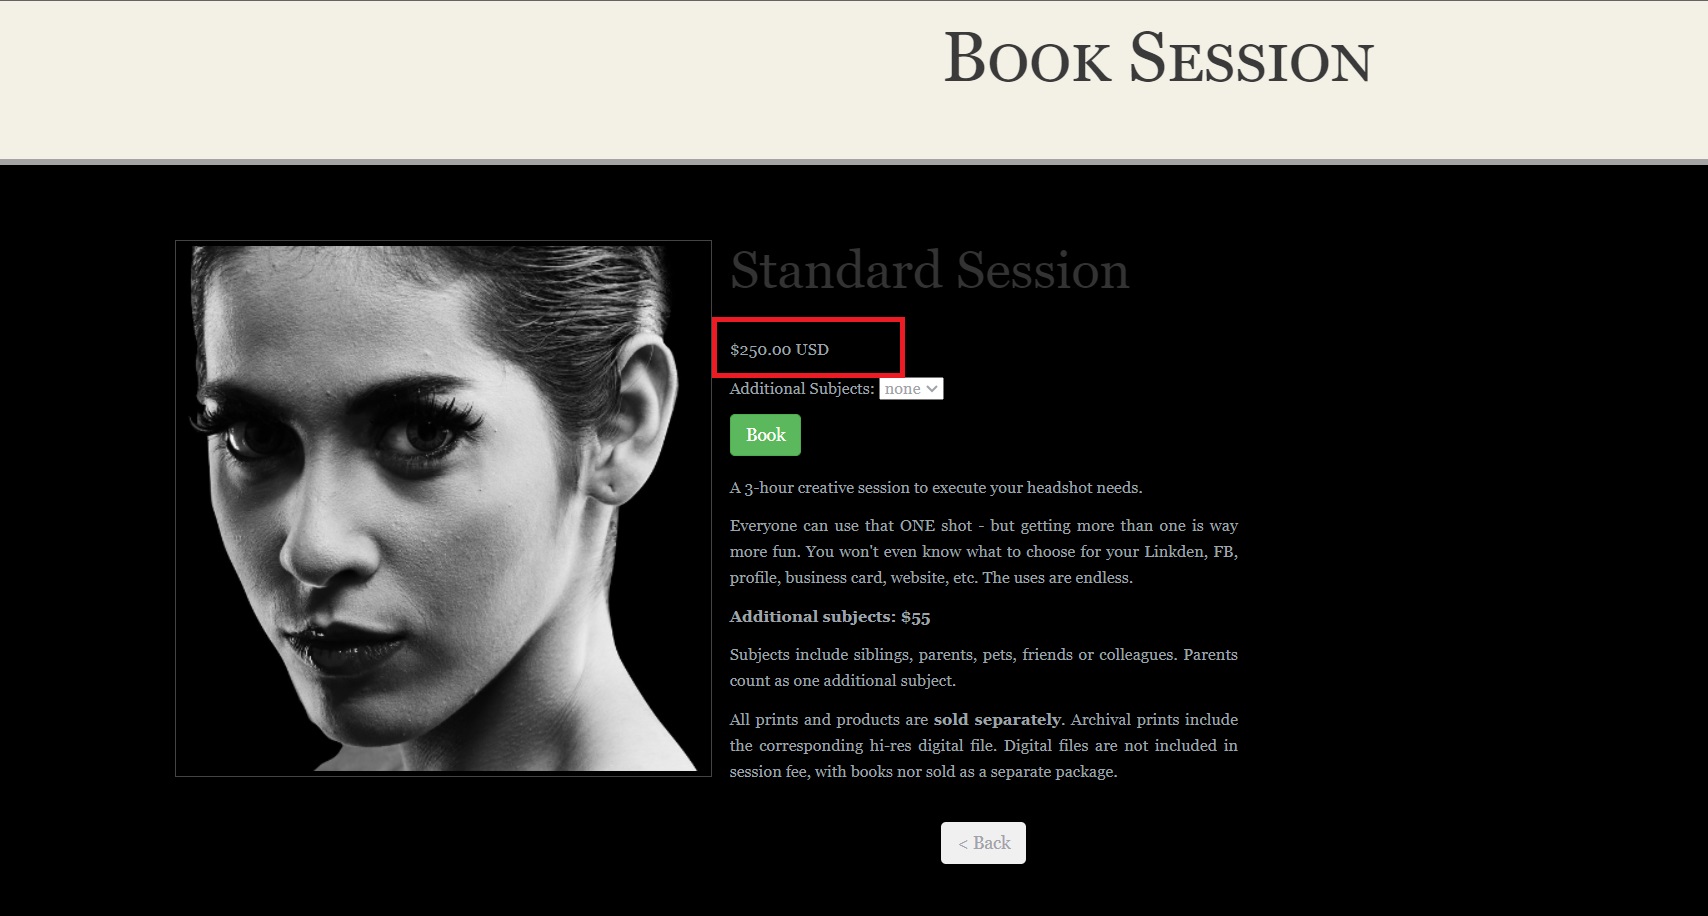 Book Session
Standard Session
$250.00 USD
Additional Subjects: none
Book
A 3-hour creative session to execute your headshot needs.
Everyone can use that ONE shot - but getting more than one is way
more fun. You won't even know what to choose for your Linkden, FB,
profile, business card, website, etc. The uses are endless.
Additional subjects: $55
Subjects include siblings, parents, pets, friends or colleagues. Parents
count as one additional subject.
All prints and products are sold separately. Archival prints include
the corresponding hi-res digital file. Digital files are not included in
session fee, with books nor sold as a separate package.
< Back